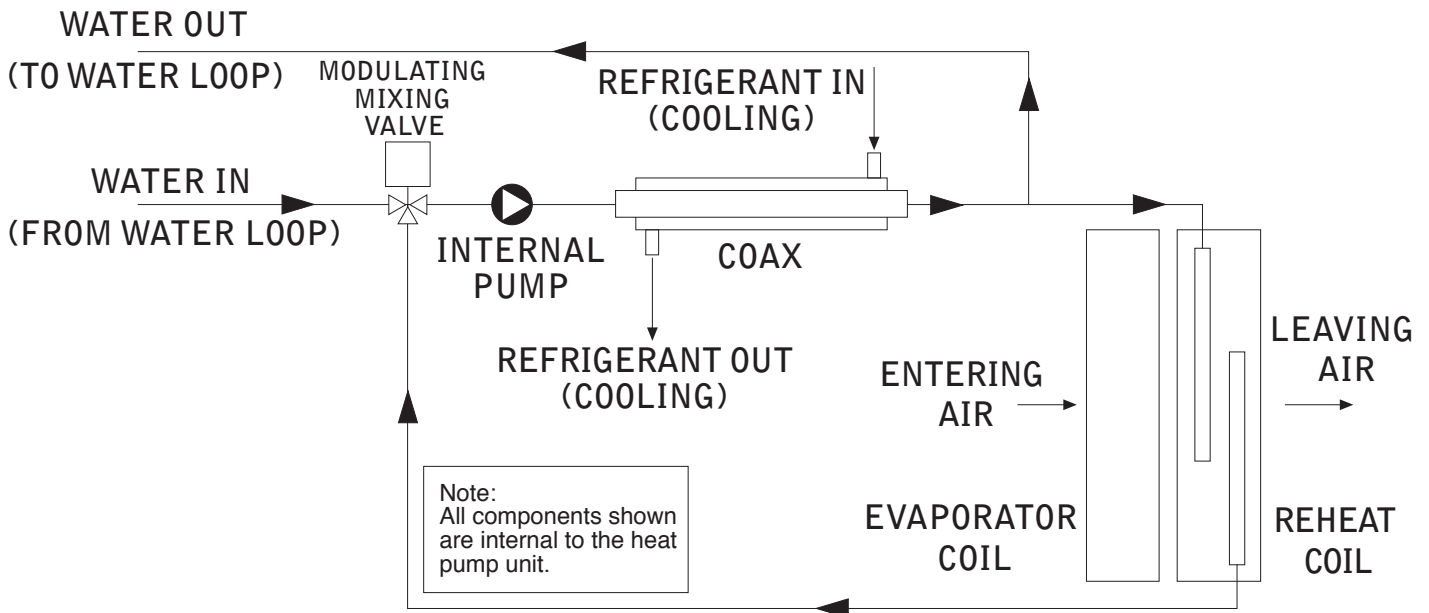 WATER OUT
(TO WATER LOOP)
MODULATING
MIXING
VALVE
REFRIGERANT IN
(COOLING)
WATER IN
(FROM WATER LOOP)
INTERNAL
PUMP
COAX
REFRIGERANT OUT
(COOLING)
ENTERING
AIR
LEAVING
AIR
Note:
All components shown
are internal to the heat
pump unit.
EVAPORATOR
COIL
REHEAT
COIL